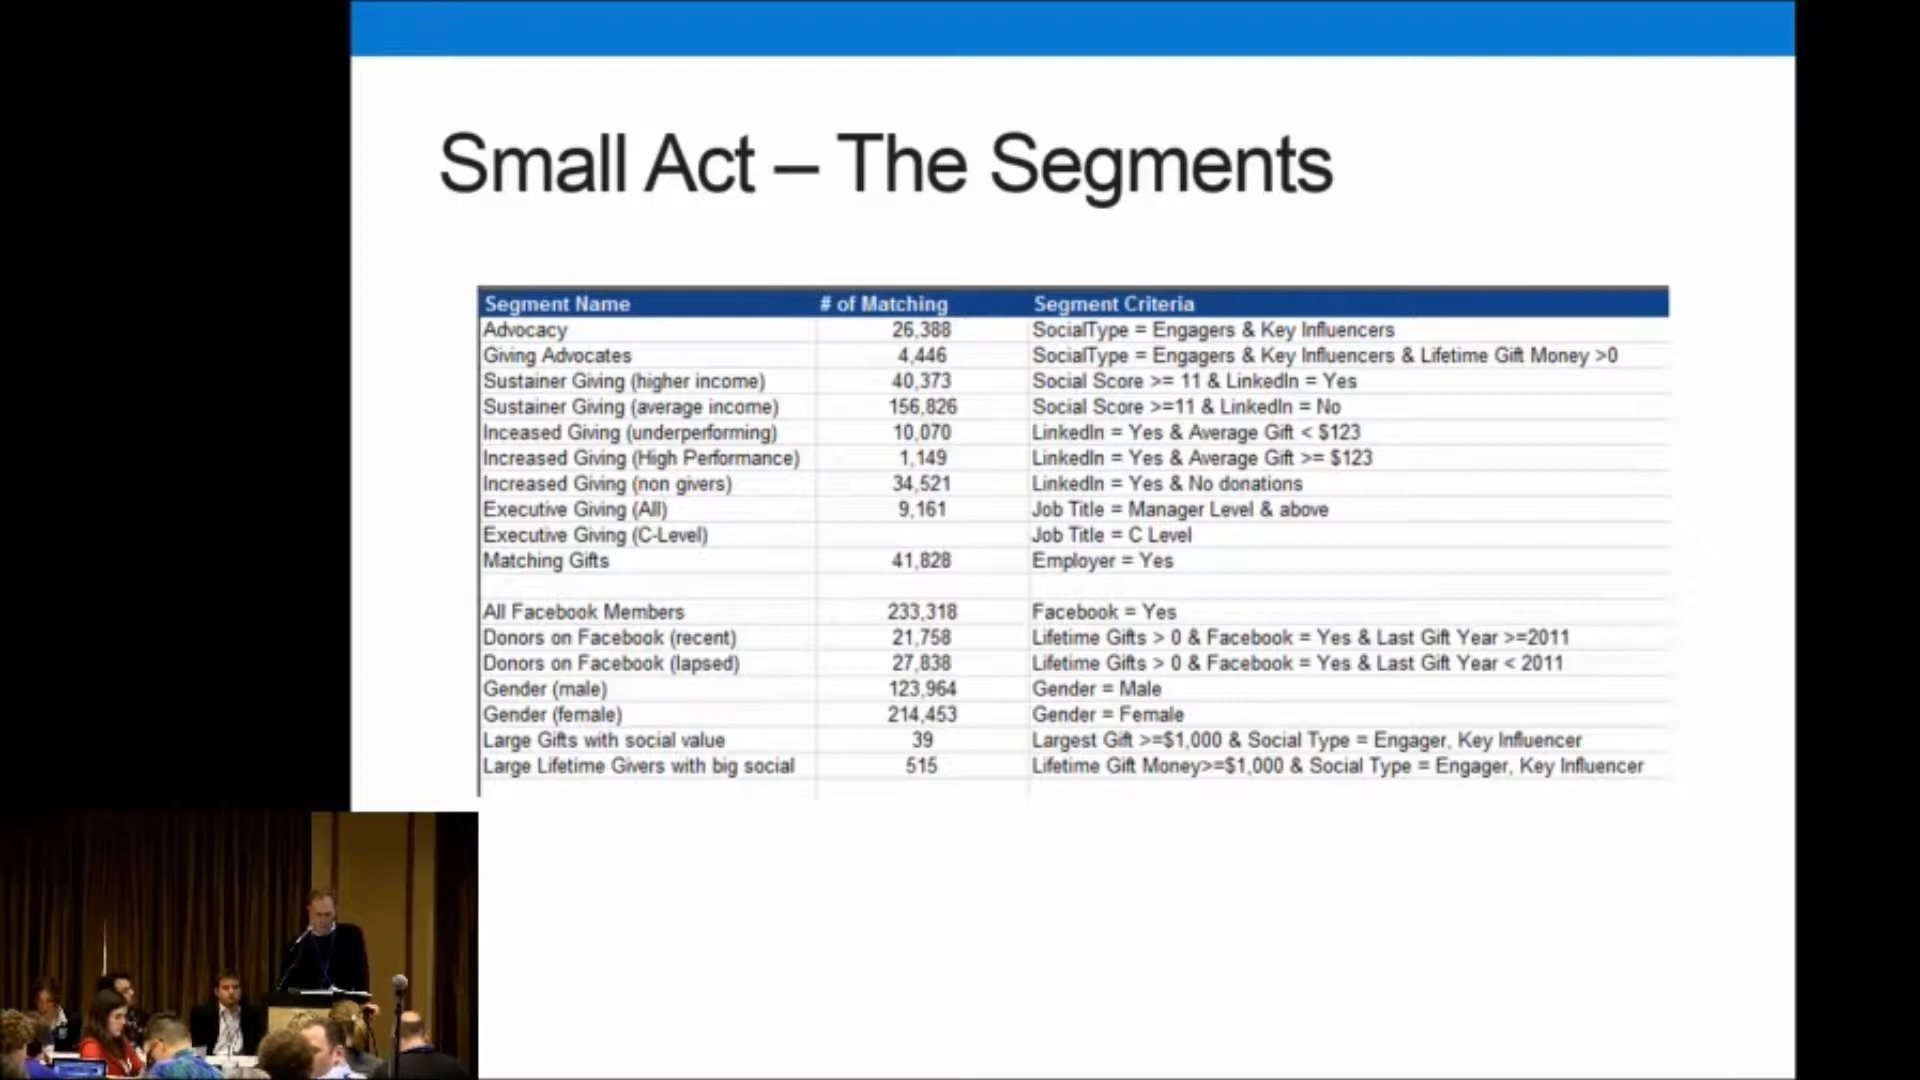 Small Act – The Segments
Segment Name # of Matching Segment Criteria
Advocacy 26,388 SocialType = Engagers & Key Influencers
Giving Advocates 4,446 SocialType = Engagers & Key Influencers & Lifetime Gift Money >0
Sustainer Giving (higher income) 40,373 Social Score >= 11 & LinkedIn = Yes
Sustainer Giving (average income) 156,826 Social Score >=11 & LinkedIn = No
Inceased Giving (underperforming) 10,070 LinkedIn = Yes & Average Gift < $123
Increased Giving (High Performance) 1,149 LinkedIn = Yes & Average Gift >= $123
Increased Giving (non givers) 34,521 LinkedIn = Yes & No donations
Executive Giving (All) 9,161 Job Title = Manager Level & above
Executive Giving (C-Level) Job Title = C Level
Matching Gifts 41,828 Employer = Yes
All Facebook Members 233,318 Facebook = Yes
Donors on Facebook (recent) 21,758 Lifetime Gifts > 0 & Facebook = Yes & Last Gift Year >=2011
Donors on Facebook (lapsed) 27,838 Lifetime Gifts > 0 & Facebook = Yes & Last Gift Year < 2011
Gender (male) 123,964 Gender = Male
Gender (female) 214,453 Gender = Female
Large Gifts with social value 39 Largest Gift >=$1,000 & Social Type = Engager, Key Influencer
Large Lifetime Givers with big social 515 Lifetime Gift Money>=$1,000 & Social Type = Engager, Key Influencer